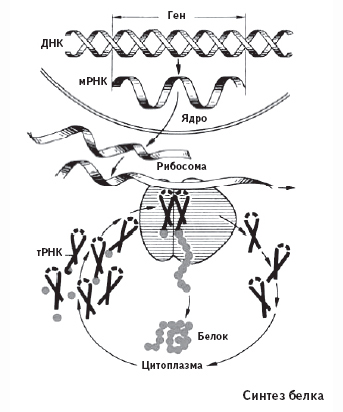 Ген
ДНК
мРНК
Ядро
Рибосома
тРНК
Белок
Цитоплазма
Синтез белка